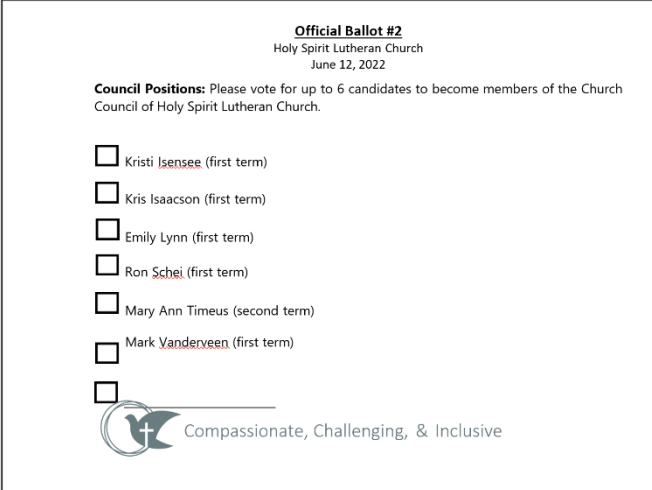 Official Ballot #2
Holy Spirit Lutheran Church
June 12, 2022
Council Positions: Please vote for up to 6 candidates to become members of the Church
Council of Holy Spirit Lutheran Church.
Kristi Isensee (first term)
Kris Isaacson (first term)
Emily Lynn (first term)
Ron Schei (first term)
Mary Ann Timeus (second term)
Mark Vanderveen (first term)
Compassionate, Challenging, & Inclusive